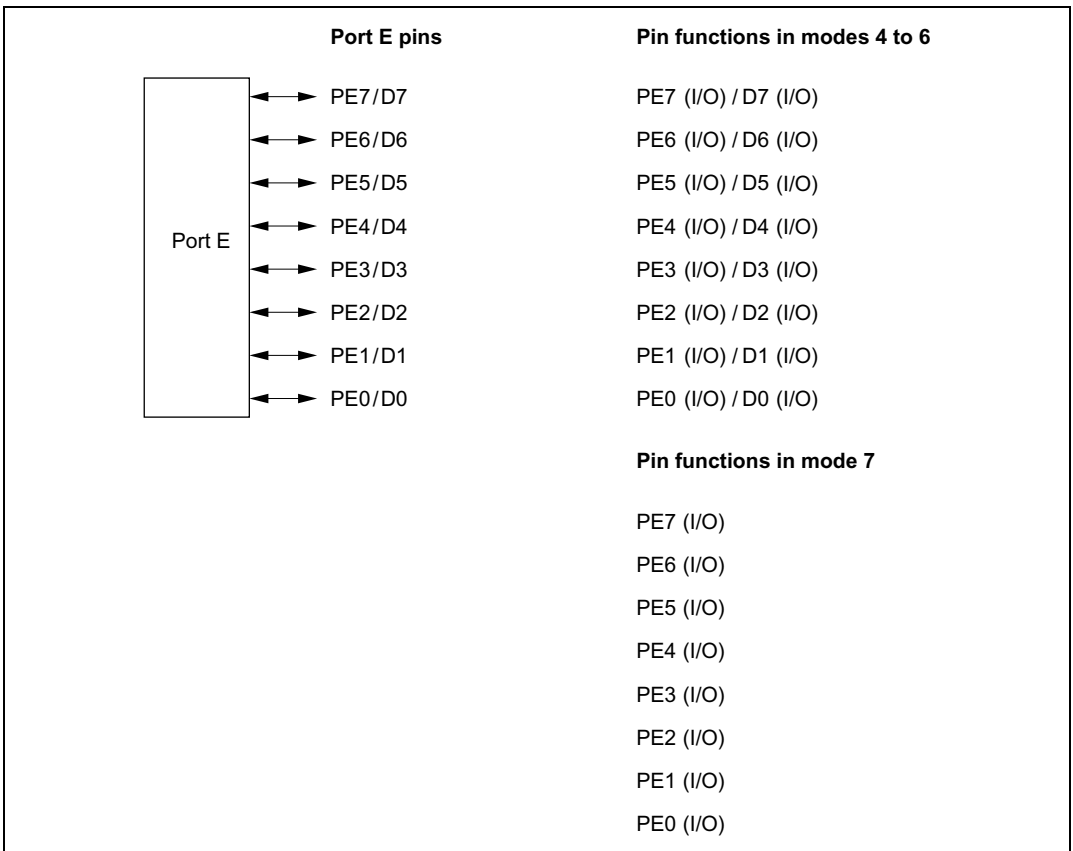 Port E pins Pin functions in modes 4 to 6
PE7/D7 PE7 (I/O) / D7 (I/O)
PE6/D6 PE6 (I/O) / D6 (I/O)
PE5/D5 PE5 (I/O) / D5 (I/O)
PE4/D4 PE4 (I/O) / D4 (I/O)
Port E
PE3/D3 PE3 (I/O) / D3 (I/O)
PE2/D2 PE2 (I/O) / D2 (I/O)
PE1/D1 PE1 (I/O) / D1 (I/O)
PE0/D0 PE0 (I/O) / D0 (I/O)
Pin functions in mode 7
PE7 (I/O)
PE6 (I/O)
PE5 (I/O)
PE4 (I/O)
PE3 (I/O)
PE2 (I/O)
PE1 (I/O)
PE0 (I/O)